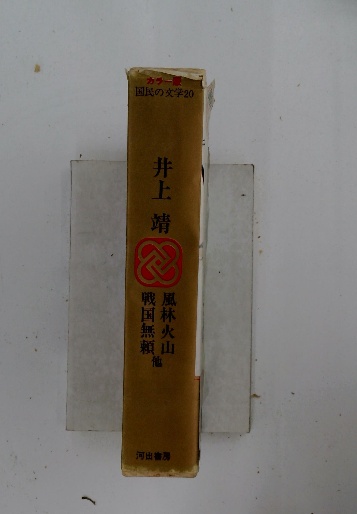 カラー版
国民の文学20
井上靖
風林火山
戦国無頼
他
河出書房